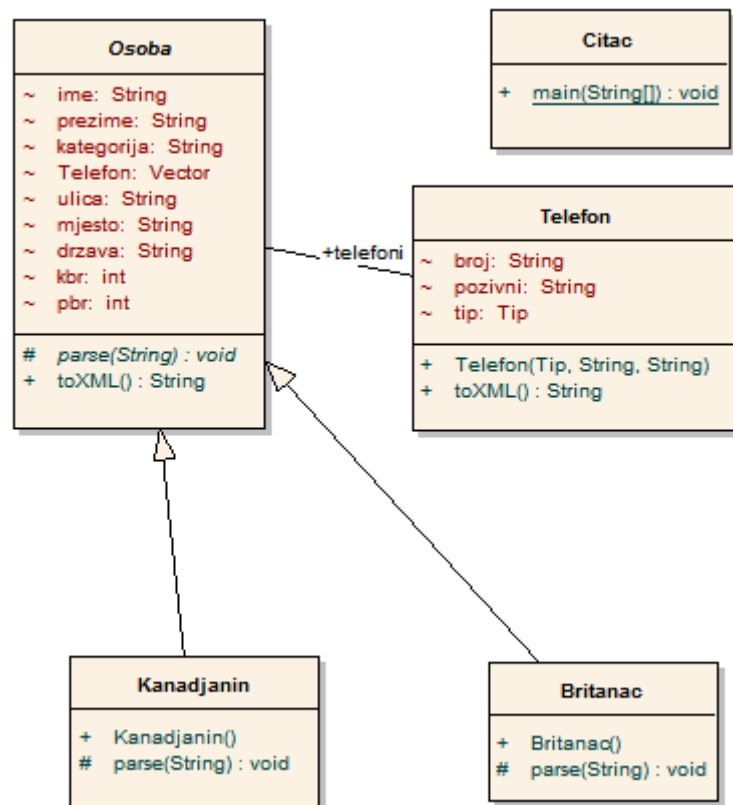 Osoba
~ ime: String
~ prezime: String
~ kategorija: String
~ Telefon: Vector
~ ulica: String
~ mjesto: String
~ drzava: String
~ kbr: int
~ pbr: int
# parse(String) : void
+ toXML() : String
Citac
+ main(String[]) : void
+telefoni
Telefon
~ broj: String
~ pozivni: String
~ tip: Tip
+ Telefon(Tip, String, String)
+ toXML() : String
Kanadjanin
+ Kanadjanin()
# parse(String) : void
Britanac
+ Britanac()
# parse(String) : void